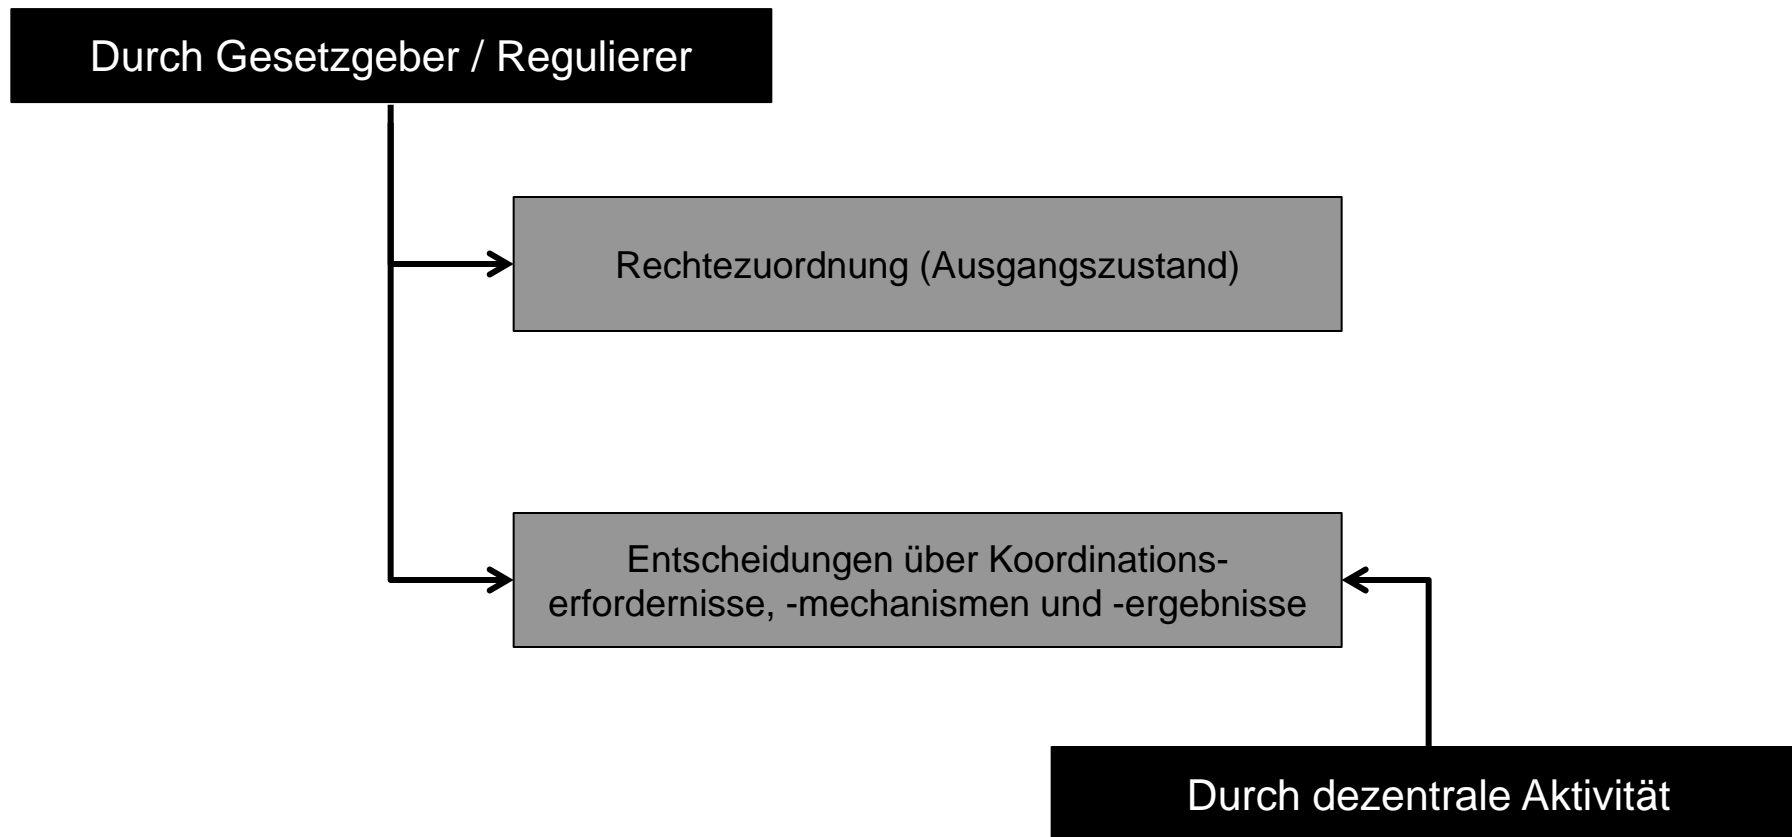 Durch Gesetzgeber / Regulierer
Rechtezuordnung (Ausgangszustand)
Entscheidungen über Koordinations-
erfordernisse, -mechanismen und -ergebnisse
Durch dezentrale Aktivität